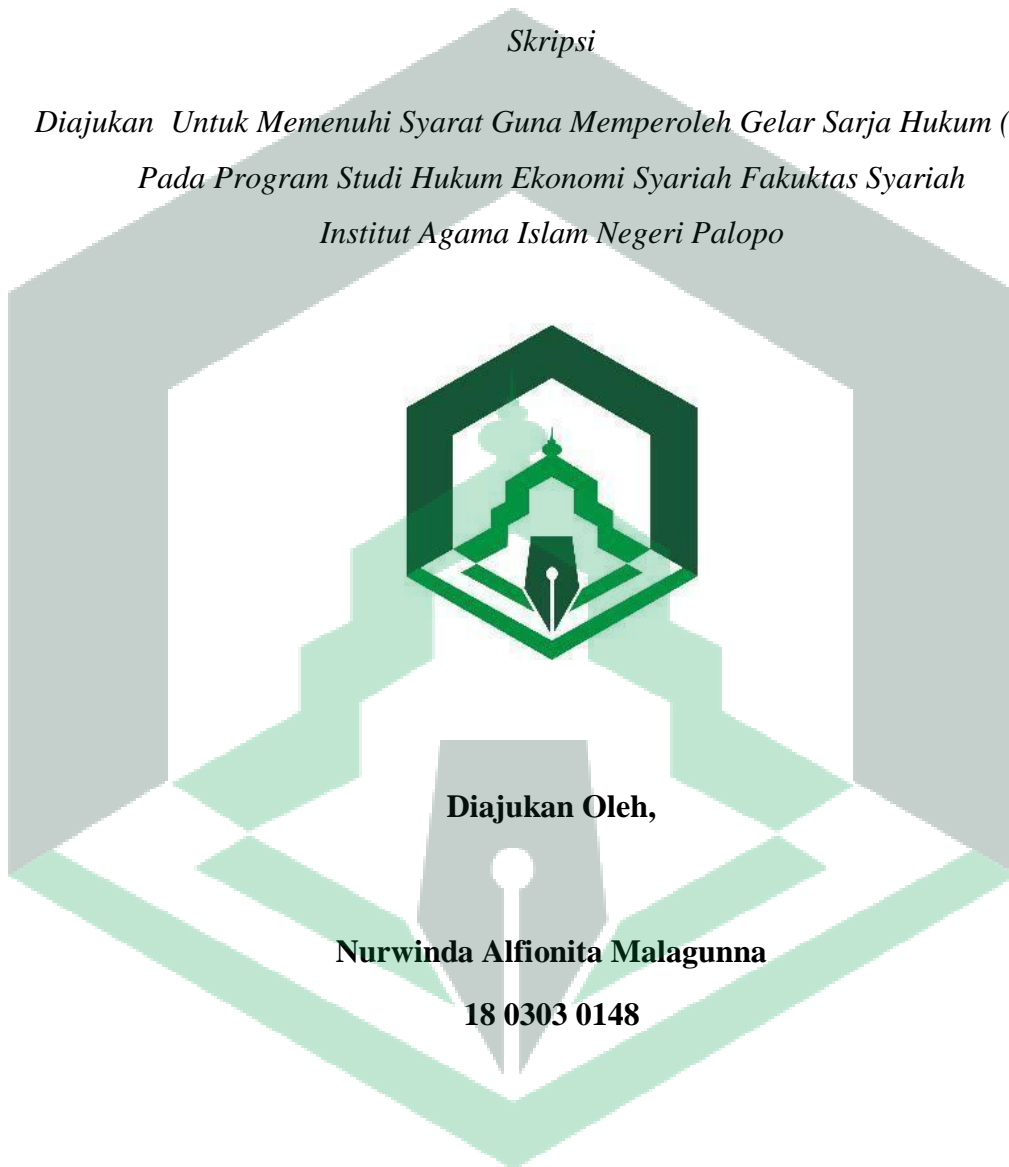 Skripsi
Diajukan Untuk Memenuhi Syarat Guna Memperoleh Gelar Sarja Hukum (
Pada Program Studi Hukum Ekonomi Syariah Fakuktas Syariah
Institut Agama Islam Negeri Palopo
Diajukan Oleh,
Nurwinda Alfionita Malagunna
18 0303 0148